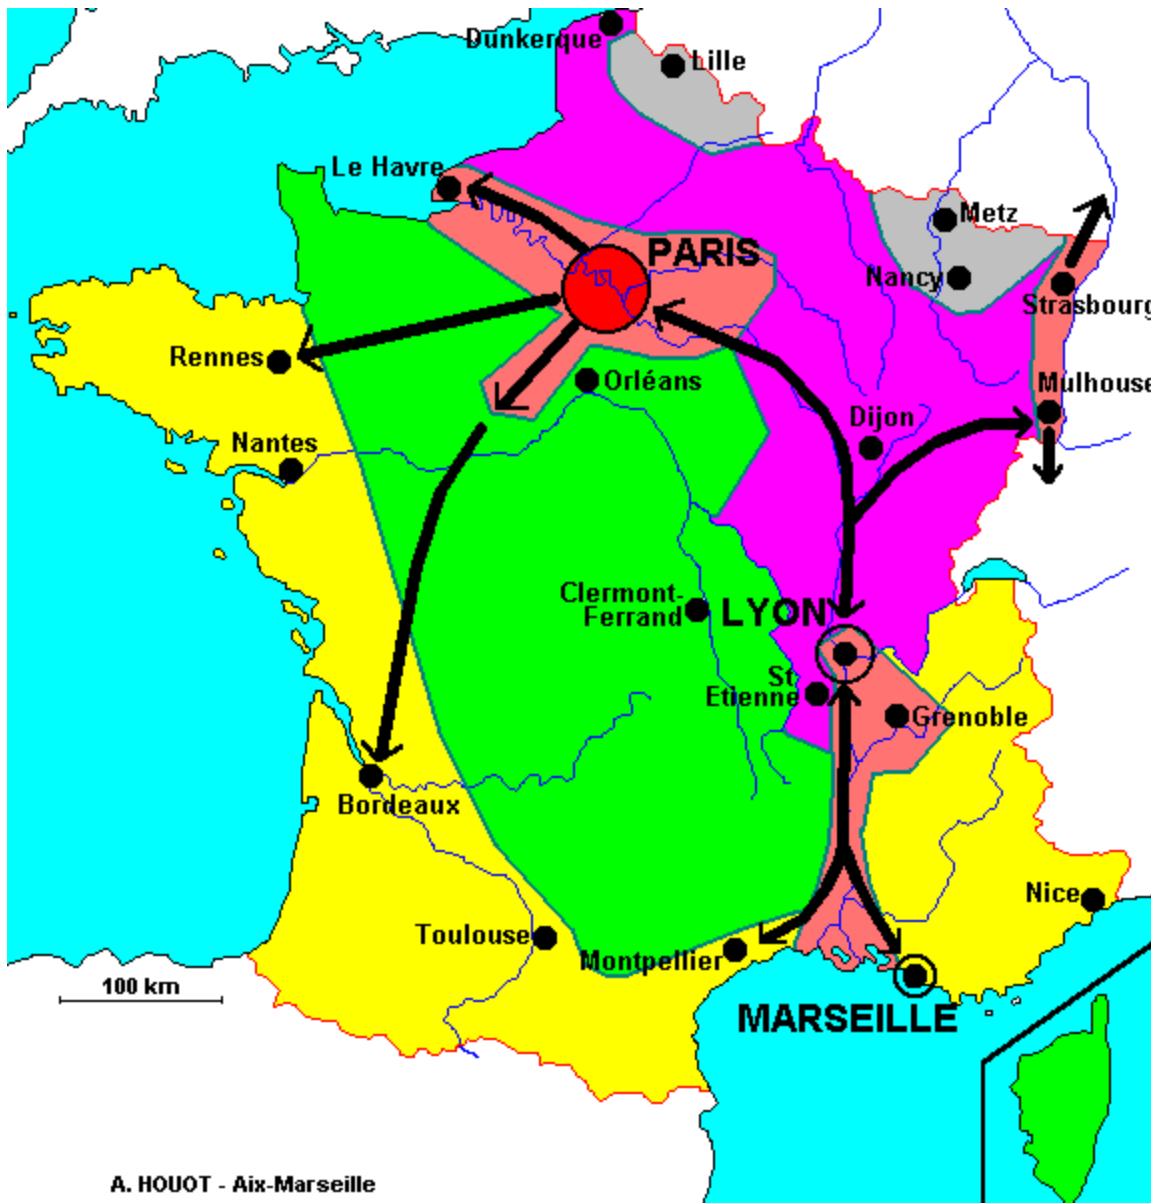 Dunkerque
Lille
Le Havre
Metz
PARIS
Nancy
Strasbourg
Rennes
Orléans
Mulhouse
Dijon
Nantes
Clermont-
Ferrand
LYON
St
Etienne
Grenoble
Bordeaux
Nice
Toulouse
Montpellier
100 km
MARSEILLE
A. HOUOT - Aix-Marseille